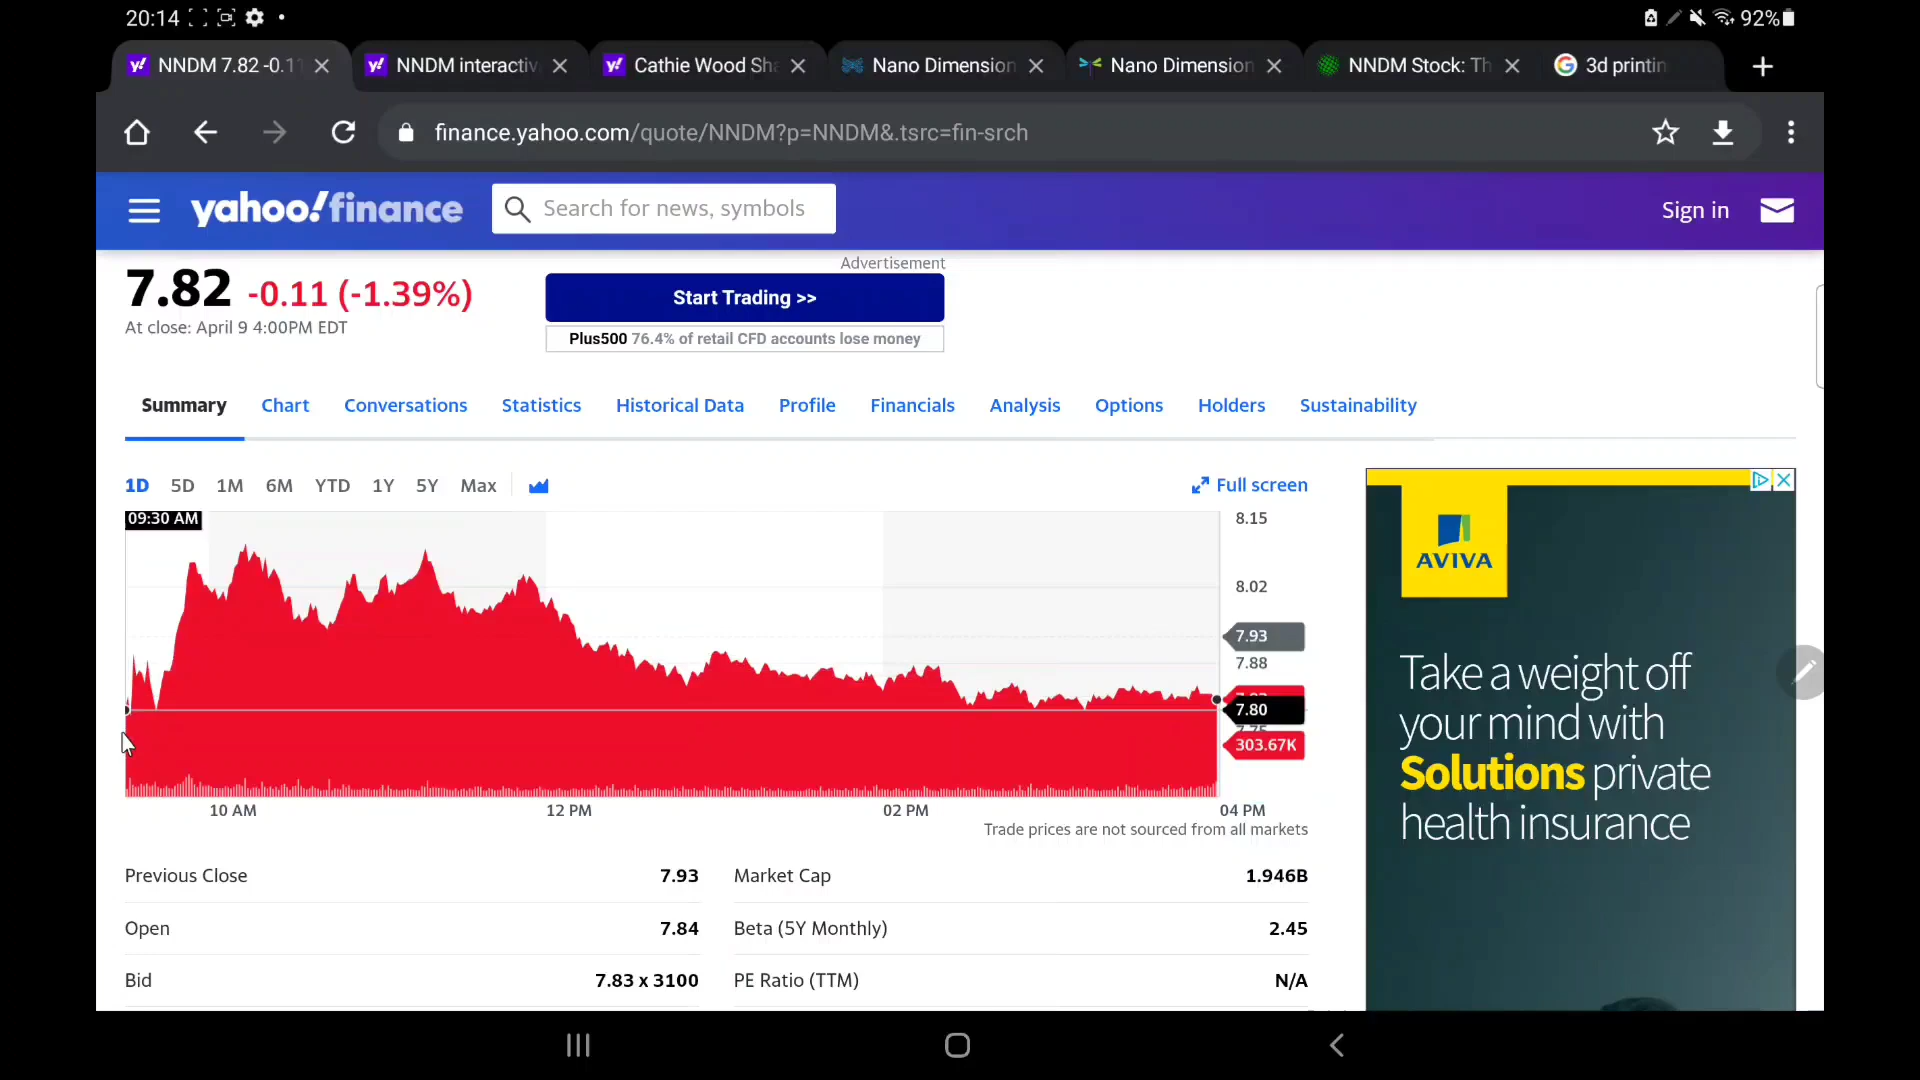 20:14
92%
NNDM 7.82 -0.1
NNDM interactiv
Cathie Wood Sh
Nano Dimension
Nano Dimension
NNDM Stock: Th
3d printin
finance.yahoo.com/quote/NNDM?p=NNDM&.tsrc=fin-srch
yahoo!finance
Search for news, symbols
Sign in
7.82 -0.11 (-1.39%)
At close: April 9 4:00PM EDT
Advertisement
Start Trading >>
Plus500 76.4% of retail CFD accounts lose money
Summary Chart Conversations Statistics Historical Data Profile Financials Analysis Options Holders Sustainability
1D 5D 1M 6M YTD 1Y 5Y Max
Full screen
09:30 AM
8.15
8.02
7.93
7.88
7.80
303.67K
10 AM 12 PM 02 PM 04 PM
Trade prices are not sourced from all markets
Previous Close 7.93
Market Cap 1.946B
Open 7.84
Beta (5Y Monthly) 2.45
Bid 7.83 x 3100
PE Ratio (TTM) N/A
AVIVA
Take a weight off
your mind with
Solutions private
health insurance